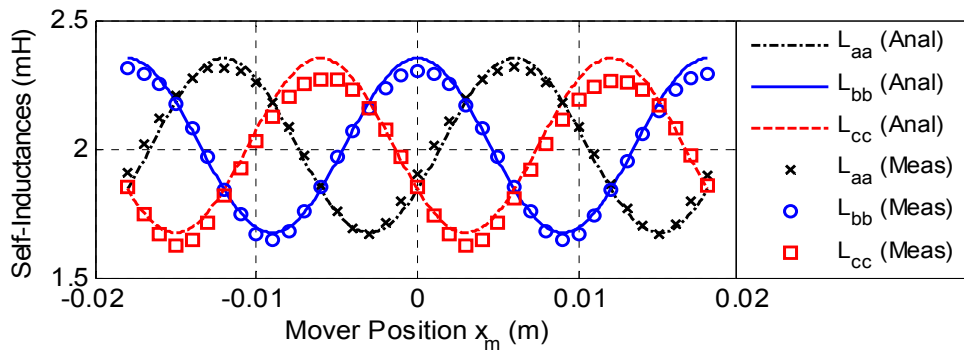 Self-Inductances (mH)
2.5
2
1.5
-0.02 -0.01 0 0.01 0.02
Mover Position x_m (m)
L_aa (Anal)
L_bb (Anal)
L_cc (Anal)
L_aa (Meas)
L_bb (Meas)
L_cc (Meas)